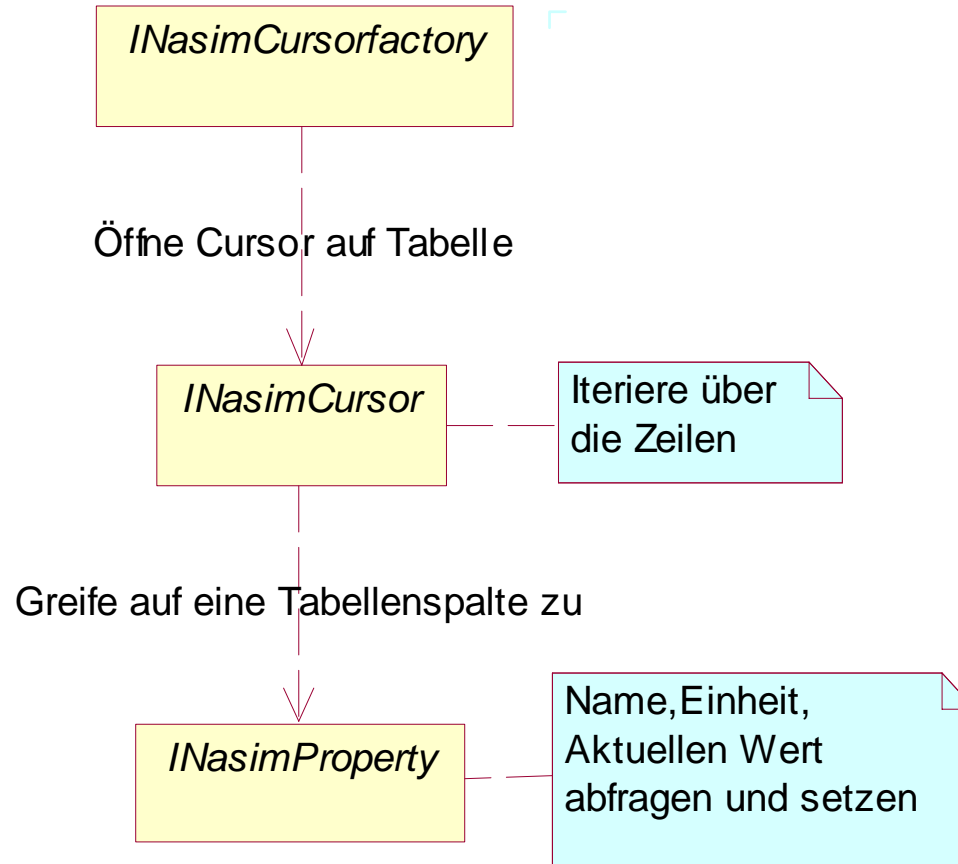 INasimCursorfactory
Öffne Cursor auf Tabelle
INasimCursor
Iteriere über
die Zeilen
Greife auf eine Tabellenspalte zu
INasimProperty
Name,Einheit,
Aktuellen Wert
abfragen und setzen